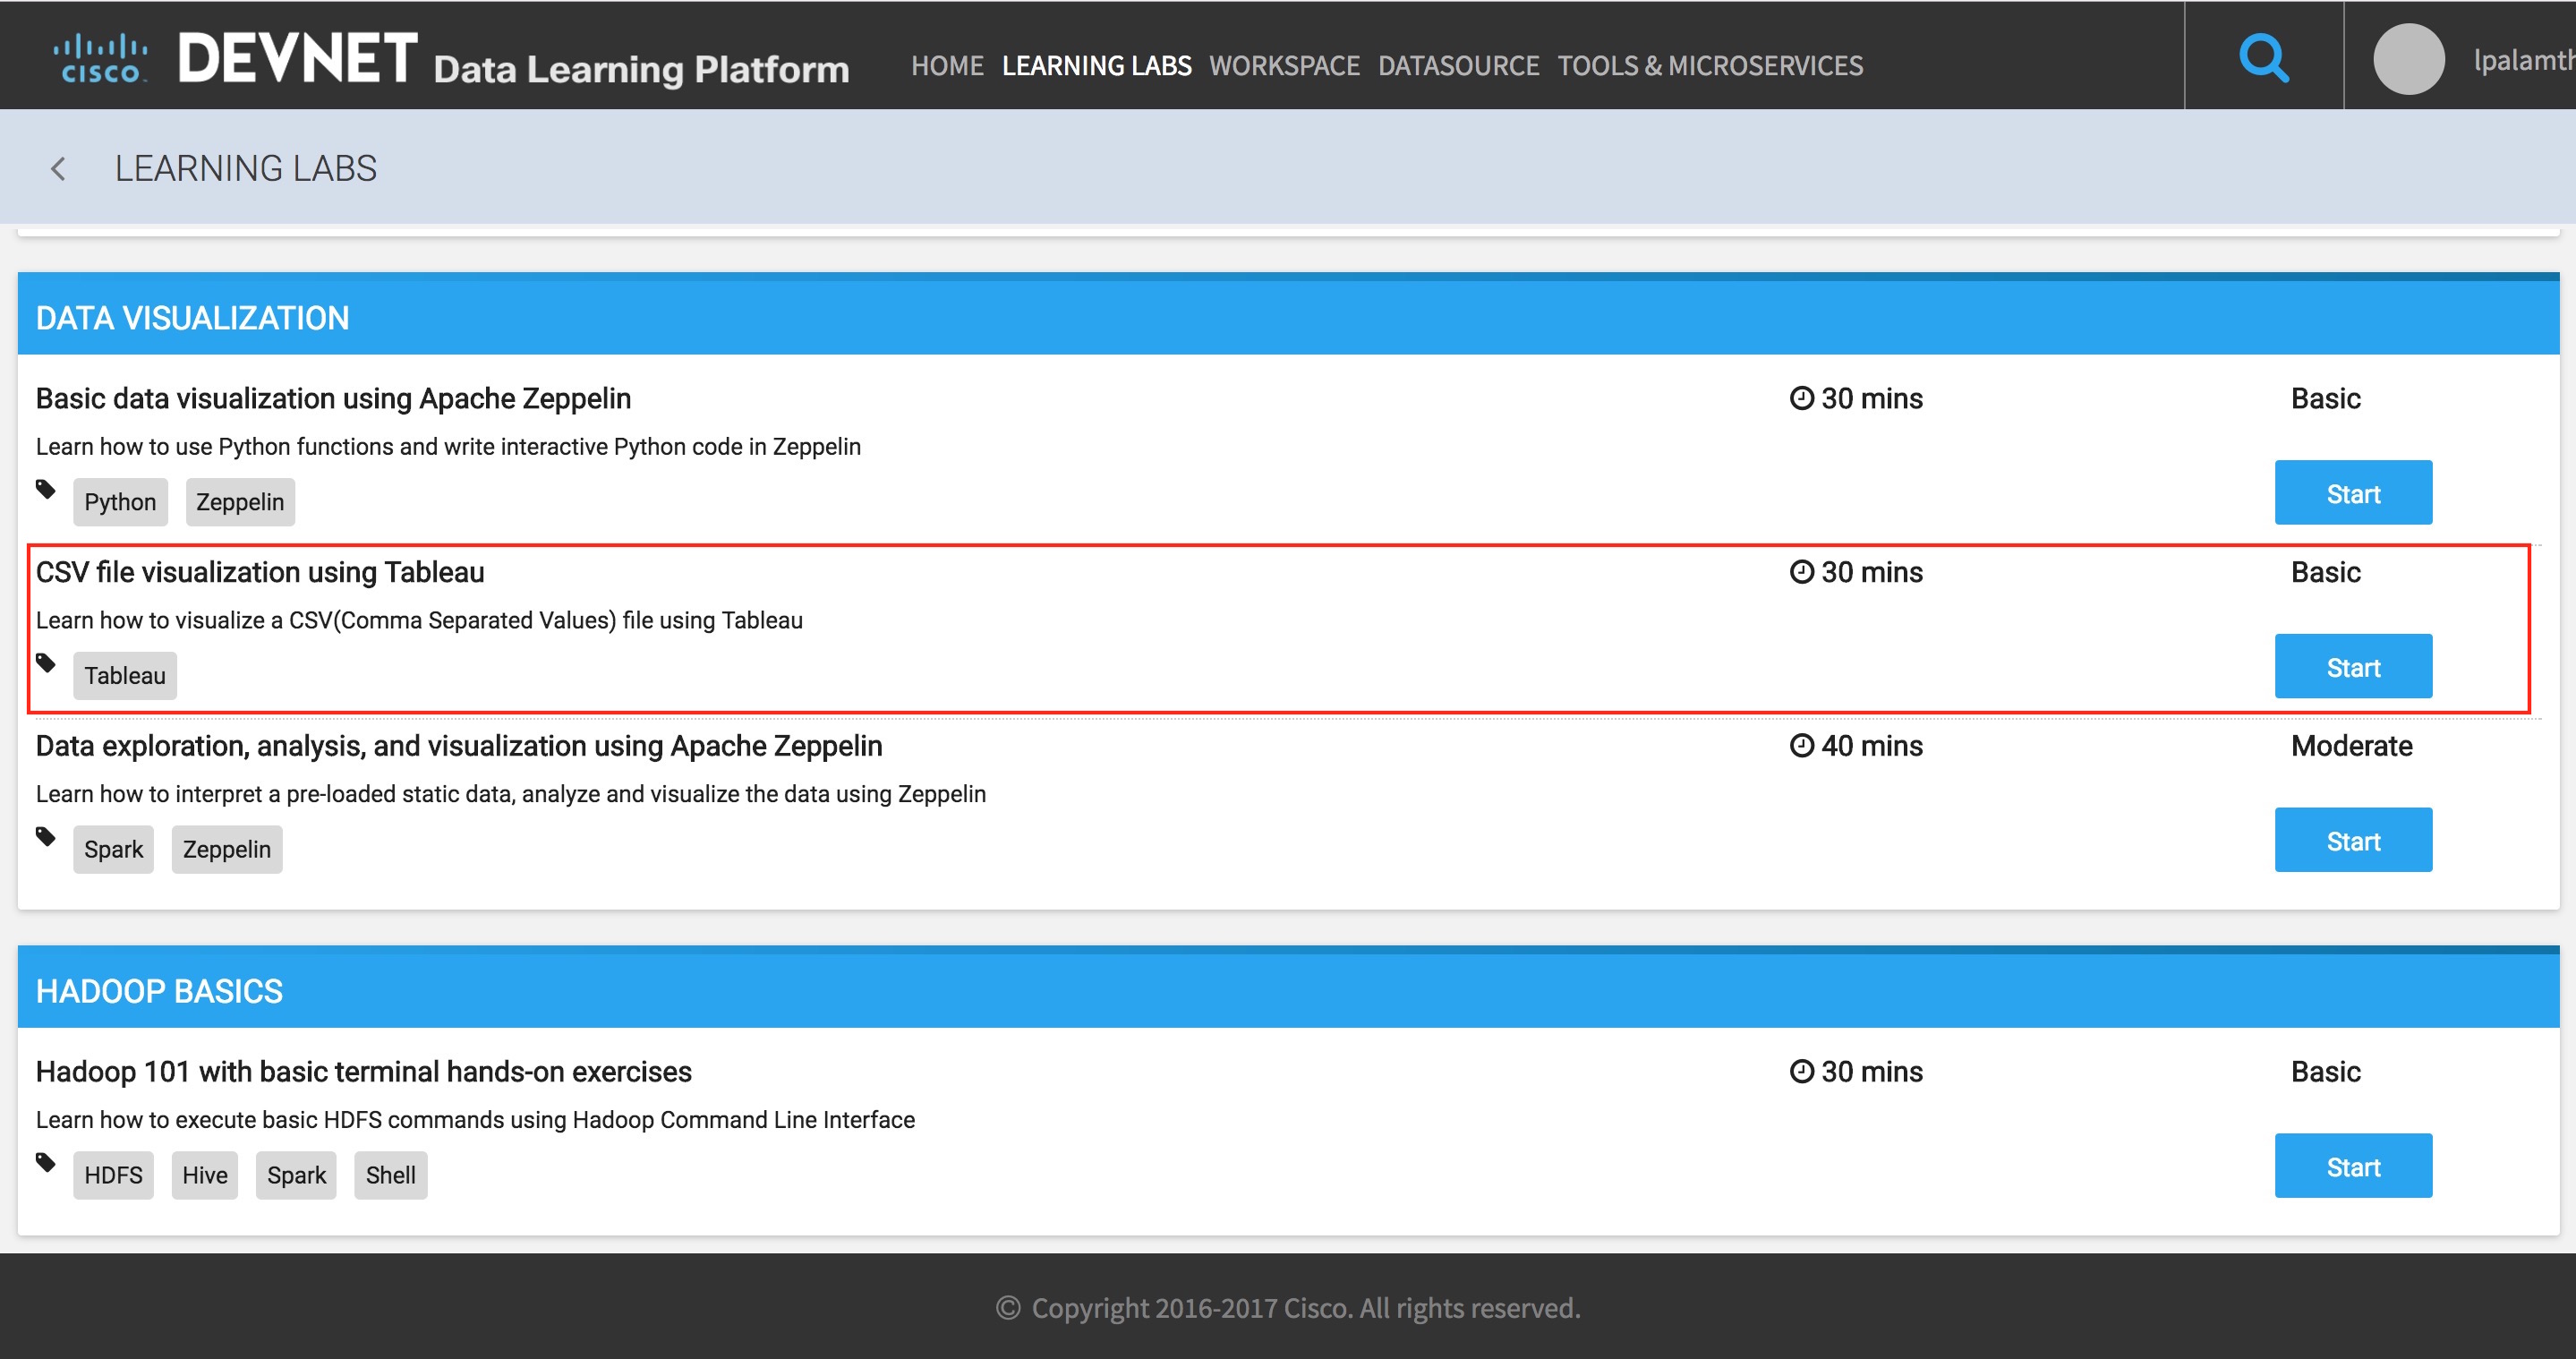 CISCO DEVNET Data Learning Platform HOME LEARNING LABS WORKSPACE DATASOURCE TOOLS & MICROSERVICES lpalamth
LEARNING LABS
DATA VISUALIZATION
Basic data visualization using Apache Zeppelin 30 mins Basic
Learn how to use Python functions and write interactive Python code in Zeppelin
Python Zeppelin Start
CSV file visualization using Tableau 30 mins Basic
Learn how to visualize a CSV(Comma Separated Values) file using Tableau
Tableau Start
Data exploration, analysis, and visualization using Apache Zeppelin 40 mins Moderate
Learn how to interpret a pre-loaded static data, analyze and visualize the data using Zeppelin
Spark Zeppelin Start
HADOOP BASICS
Hadoop 101 with basic terminal hands-on exercises 30 mins Basic
Learn how to execute basic HDFS commands using Hadoop Command Line Interface
HDFS Hive Spark Shell Start
© Copyright 2016-2017 Cisco. All rights reserved.